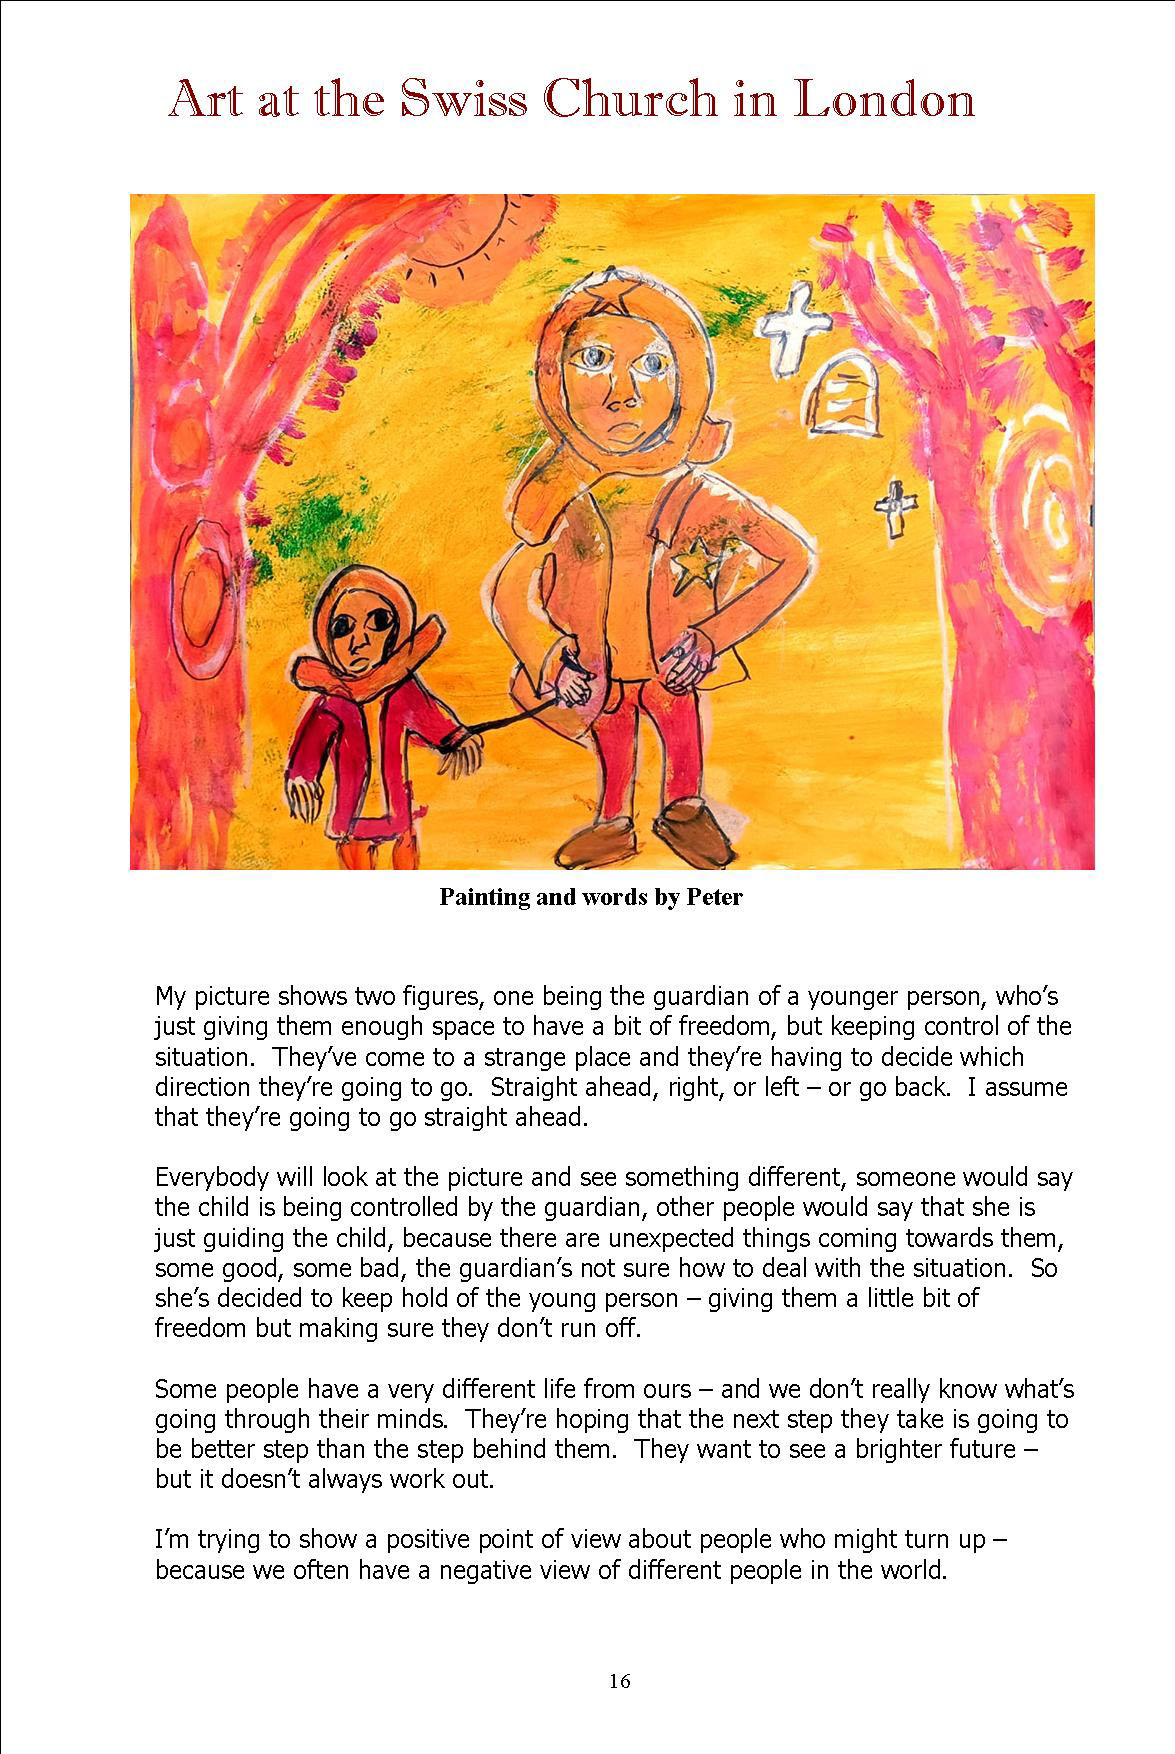 Art at the Swiss Church in London
Painting and words by Peter
My picture shows two figures, one being the guardian of a younger person, who’s
just giving them enough space to have a bit of freedom, but keeping control of the
situation.  They’ve come to a strange place and they’re having to decide which
direction they’re going to go.  Straight ahead, right, or left – or go back.  I assume
that they’re going to go straight ahead.
Everybody will look at the picture and see something different, someone would say
the child is being controlled by the guardian, other people would say that she is
just guiding the child, because there are unexpected things coming towards them,
some good, some bad, the guardian’s not sure how to deal with the situation.  So
she’s decided to keep hold of the young person – giving them a little bit of
freedom but making sure they don’t run off.
Some people have a very different life from ours – and we don’t really know what’s
going through their minds.  They’re hoping that the next step they take is going to
be better step than the step behind them.  They want to see a brighter future –
but it doesn’t always work out.
I’m trying to show a positive point of view about people who might turn up –
because we often have a negative view of different people in the world.
16